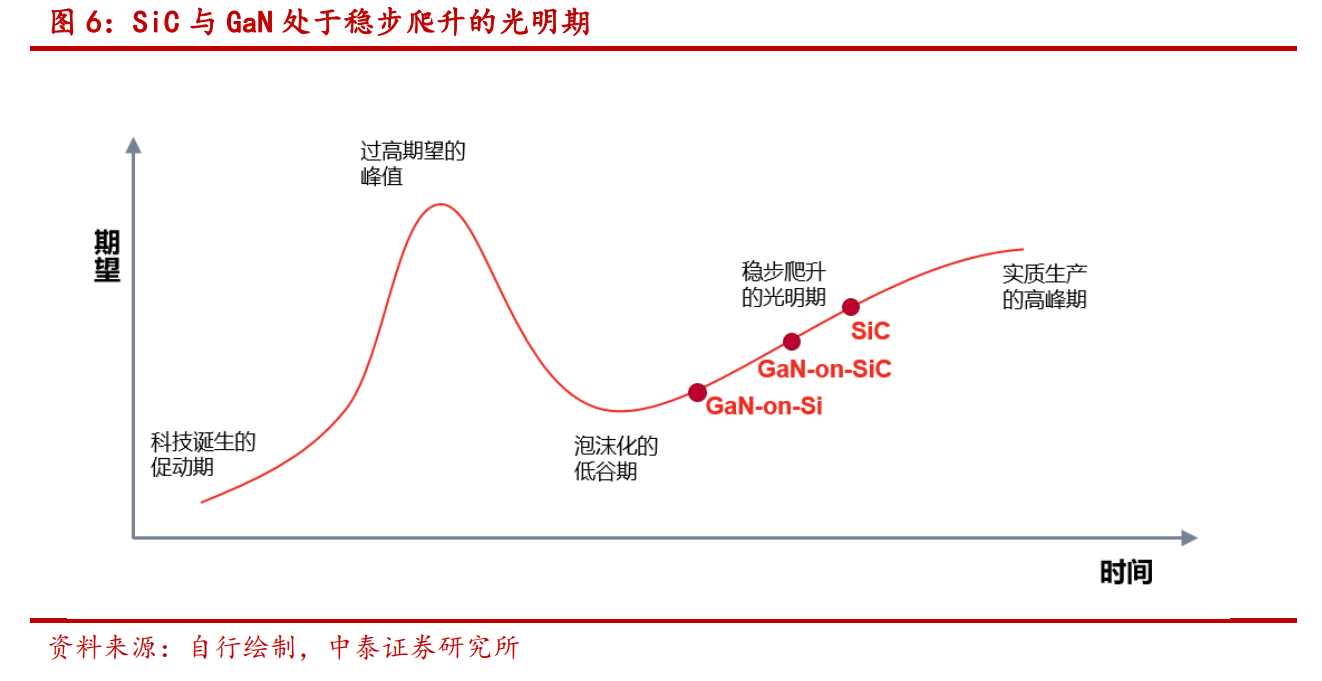 图 6：SiC 与 GaN 处于稳步爬升的光明期
过高期望的
峰值
期
望
稳步爬升
的光明期
实质生产
的高峰期
SiC
GaN-on-SiC
GaN-on-Si
科技诞生的
促动期
泡沫化的
低谷期
时间
资料来源：自行绘制，中泰证券研究所